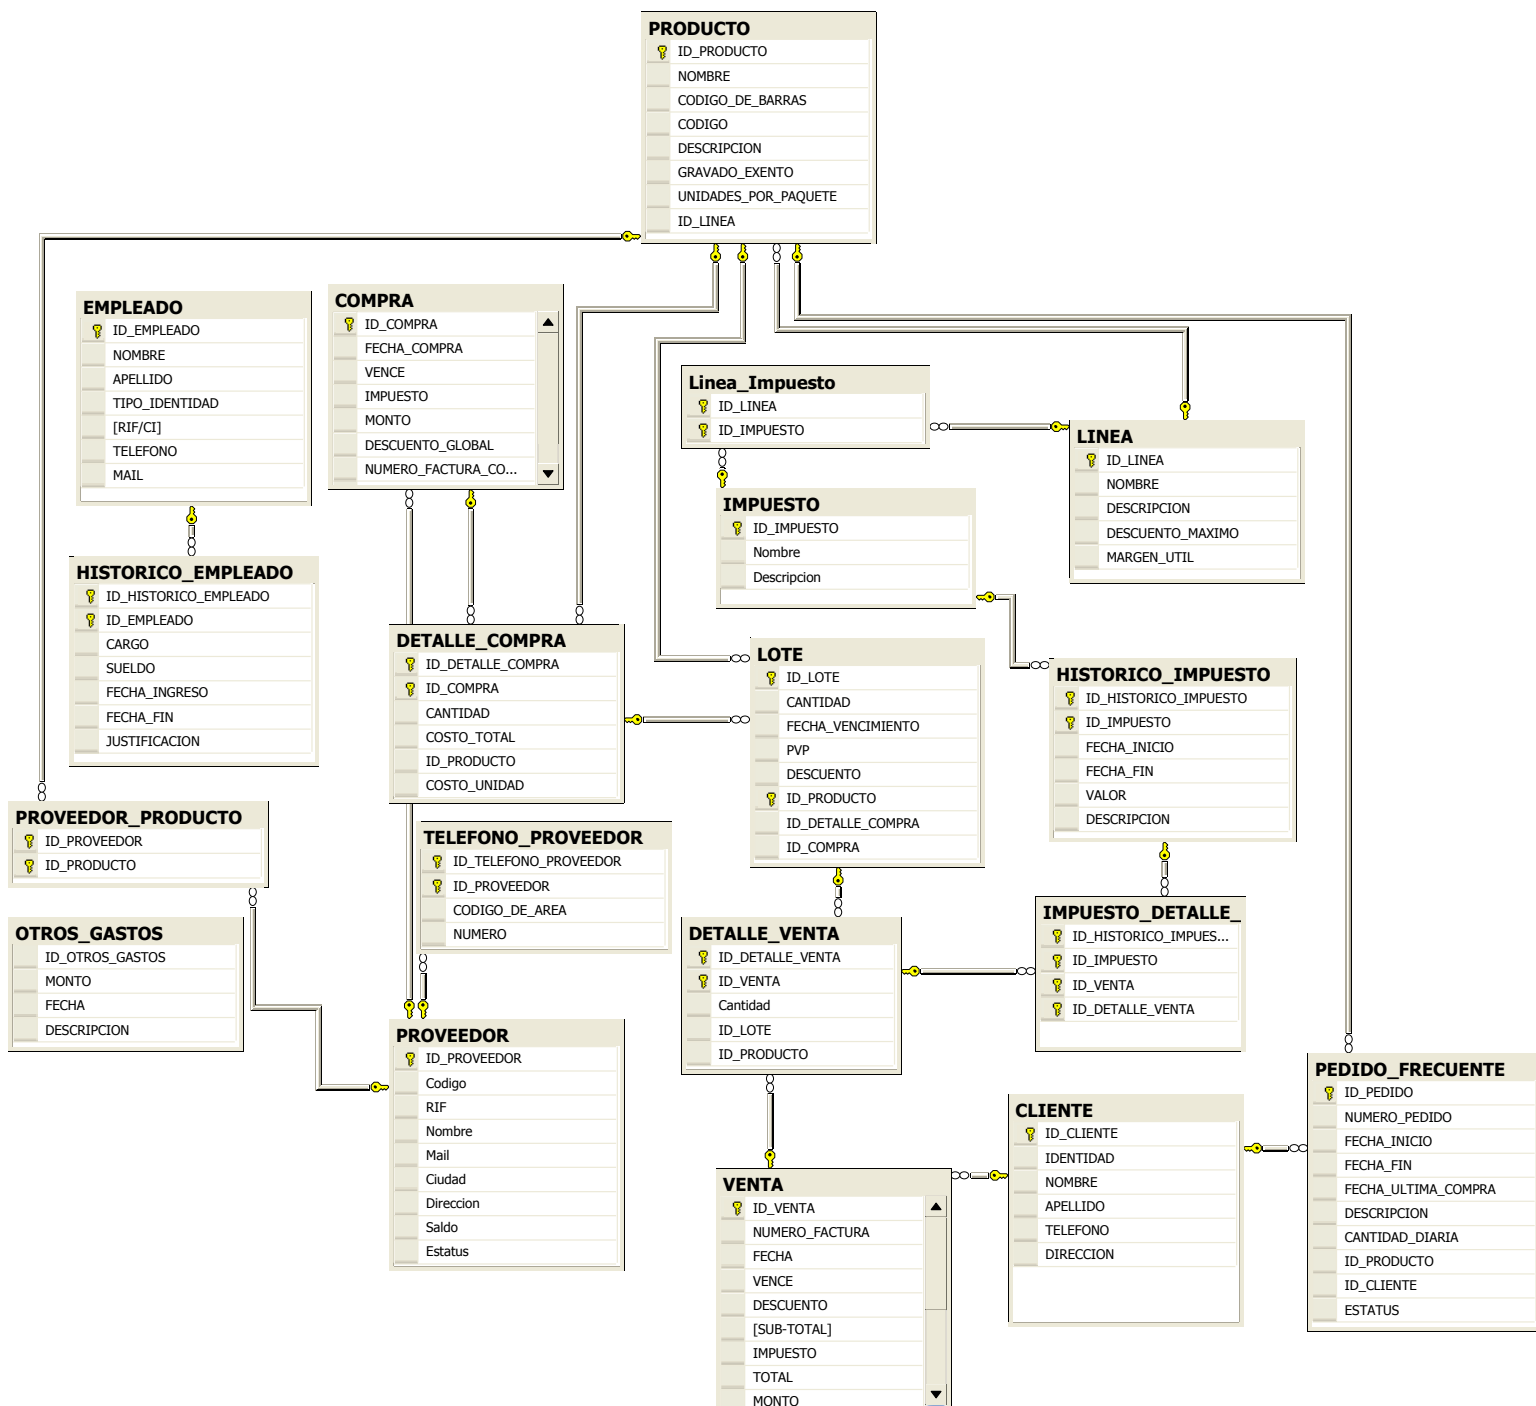 PRODUCTO
ID_PRODUCTO
NOMBRE
CODIGO_DE_BARRAS
CODIGO
DESCRIPCION
GRAVADO_EXENTO
UNIDADES_POR_PAQUETE
ID_LINEA
EMPLEADO
ID_EMPLEADO
NOMBRE
APELLIDO
TIPO_IDENTIDAD
[RIF/CI]
TELEFONO
MAIL
COMPRA
ID_COMPRA
FECHA_COMPRA
VENCE
IMPUESTO
MONTO
DESCUENTO_GLOBAL
NUMERO_FACTURA_CO...
Linea_Impuesto
ID_LINEA
ID_IMPUESTO
LINEA
ID_LINEA
NOMBRE
DESCRIPCION
DESCUENTO_MAXIMO
MARGEN_UTIL
IMPUESTO
ID_IMPUESTO
Nombre
Descripcion
HISTORICO_EMPLEADO
ID_HISTORICO_EMPLEADO
ID_EMPLEADO
CARGO
SUELDO
FECHA_INGRESO
FECHA_FIN
JUSTIFICACION
DETALLE_COMPRA
ID_DETALLE_COMPRA
ID_COMPRA
CANTIDAD
COSTO_TOTAL
ID_PRODUCTO
COSTO_UNIDAD
LOTE
ID_LOTE
CANTIDAD
FECHA_VENCIMIENTO
PVP
DESCUENTO
ID_PRODUCTO
ID_DETALLE_COMPRA
ID_COMPRA
HISTORICO_IMPUESTO
ID_HISTORICO_IMPUESTO
ID_IMPUESTO
FECHA_INICIO
FECHA_FIN
VALOR
DESCRIPCION
PROVEEDOR_PRODUCTO
ID_PROVEEDOR
ID_PRODUCTO
TELEFONO_PROVEEDOR
ID_TELEFONO_PROVEEDOR
ID_PROVEEDOR
CODIGO_DE_AREA
NUMERO
OTROS_GASTOS
ID_OTROS_GASTOS
MONTO
FECHA
DESCRIPCION
DETALLE_VENTA
ID_DETALLE_VENTA
ID_VENTA
Cantidad
ID_LOTE
ID_PRODUCTO
IMPUESTO_DETALLE_
ID_HISTORICO_IMPUES...
ID_IMPUESTO
ID_VENTA
ID_DETALLE_VENTA
PROVEEDOR
ID_PROVEEDOR
Codigo
RIF
Nombre
Mail
Ciudad
Direccion
Saldo
Estatus
PEDIDO_FRECUENTE
ID_PEDIDO
NUMERO_PEDIDO
FECHA_INICIO
FECHA_FIN
FECHA_ULTIMA_COMPRA
DESCRIPCION
CANTIDAD_DIARIA
ID_PRODUCTO
ID_CLIENTE
ESTATUS
CLIENTE
ID_CLIENTE
IDENTIDAD
NOMBRE
APELLIDO
TELEFONO
DIRECCION
VENTA
ID_VENTA
NUMERO_FACTURA
FECHA
VENCE
DESCUENTO
[SUB-TOTAL]
IMPUESTO
TOTAL
MONTO